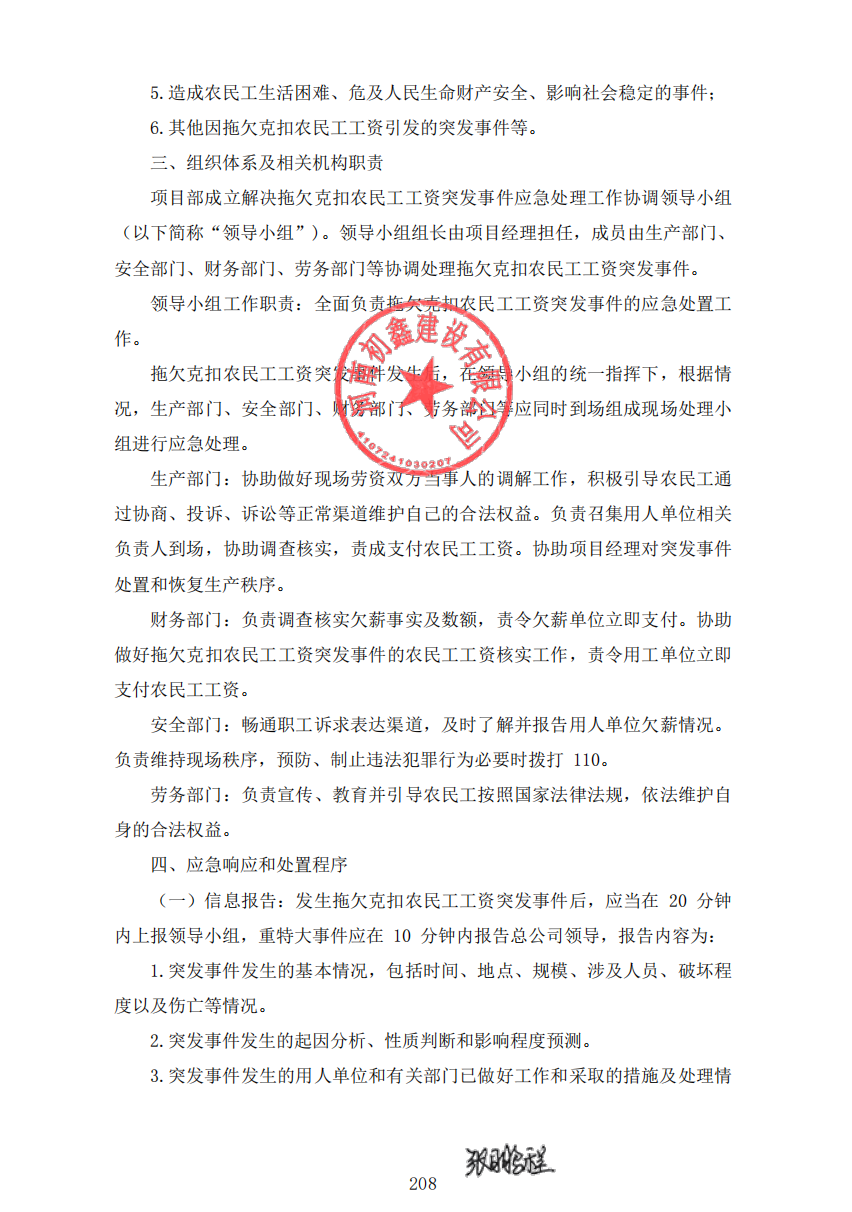 5.造成农民工生活困难、危及人民生命财产安全、影响社会稳定的事件；
6.其他因拖欠克扣农民工工资引发的突发事件等。
三、组织体系及相关机构职责
项目部成立解决拖欠克扣农民工工资突发事件应急处理工作协调领导小组
（以下简称“领导小组”）。领导小组组长由项目经理担任，成员由生产部门、
安全部门、财务部门、劳务部门等协调处理拖欠克扣农民工工资突发事件。
领导小组工作职责：全面负责拖欠克扣农民工工资突发事件的应急处置工
作。
拖欠克扣农民工工资突发事件发生后，在领导小组的统一指挥下，根据情
况，生产部门、安全部门、财务部门、劳务部门等应同时到场组成现场处理小
组进行应急处理。
生产部门：协助做好现场劳资双方当事人的调解工作，积极引导农民工通
过协商、投诉、诉讼等正常渠道维护自己的合法权益。负责召集用人单位相关
负责人到场，协助调查核实，责成支付农民工工资。协助项目经理对突发事件
处置和恢复生产秩序。
财务部门：负责调查核实欠薪事实及数额，责令欠薪单位立即支付。协助
做好拖欠克扣农民工工资突发事件的农民工工资核实工作，责令用工单位立即
支付农民工工资。
安全部门：畅通职工诉求表达渠道，及时了解并报告用人单位欠薪情况。
负责维持现场秩序，预防、制止违法犯罪行为必要时拨打 110。
劳务部门：负责宣传、教育并引导农民工按照国家法律法规，依法维护自
身的合法权益。
四、应急响应和处置程序
（一）信息报告：发生拖欠克扣农民工工资突发事件后，应当在 20 分钟
内上报领导小组，重特大事件应在 10 分钟内报告总公司领导，报告内容为：
1.突发事件发生的基本情况，包括时间、地点、规模、涉及人员、破坏程
度以及伤亡等情况。
2.突发事件发生的起因分析、性质判断和影响程度预测。
3.突发事件发生的用人单位和有关部门已做好工作和采取的措施及处理情
河南初鑫建设有限公司
4107241030207
208